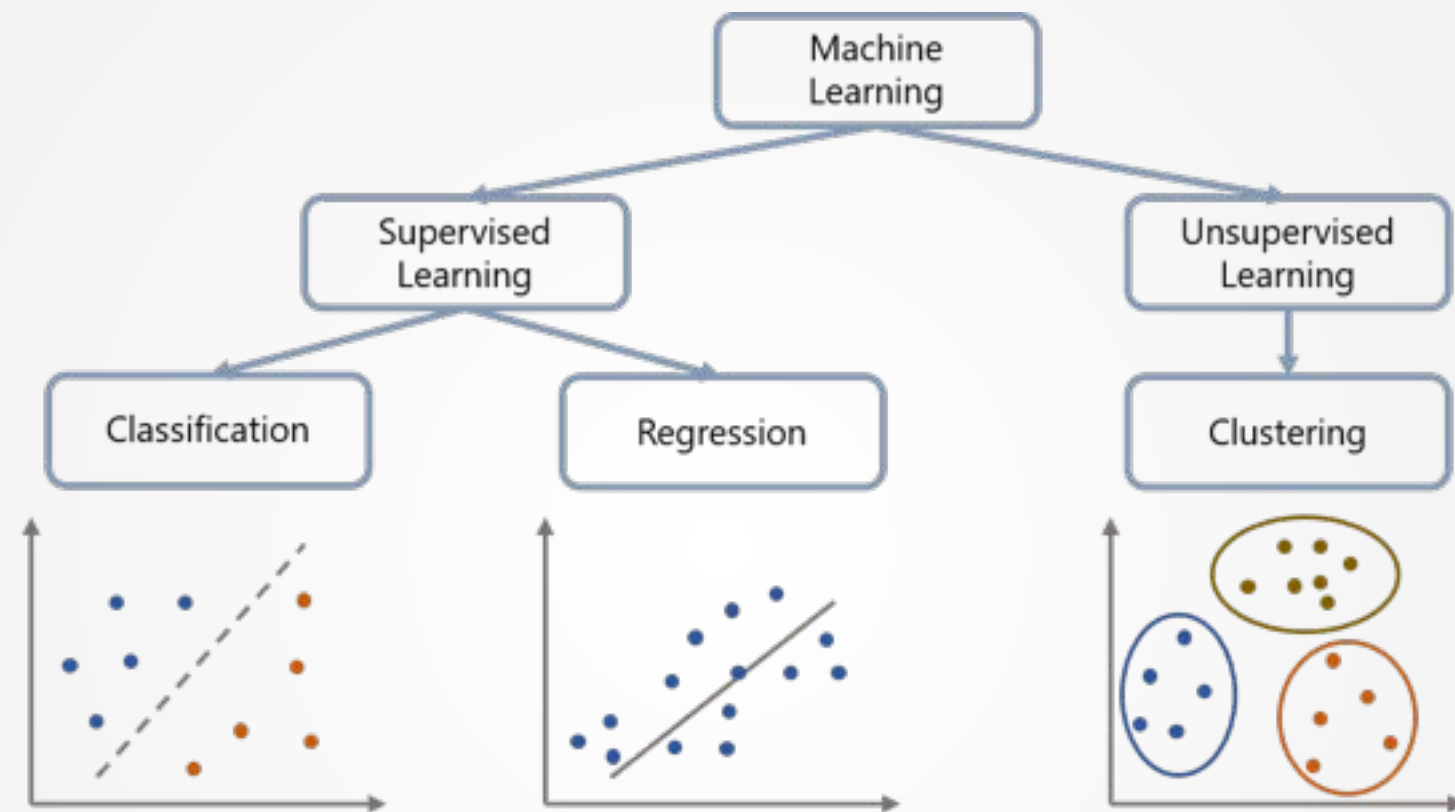 Machine
Learning
Supervised
Learning
Unsupervised
Learning
Classification
Regression
Clustering